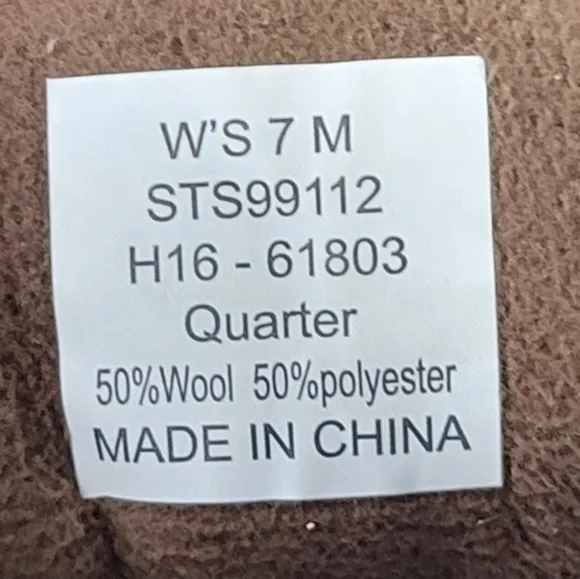 W'S 7 M
STS99112
H16 - 61803
Quarter
50%Wool 50%polyester
MADE IN CHINA